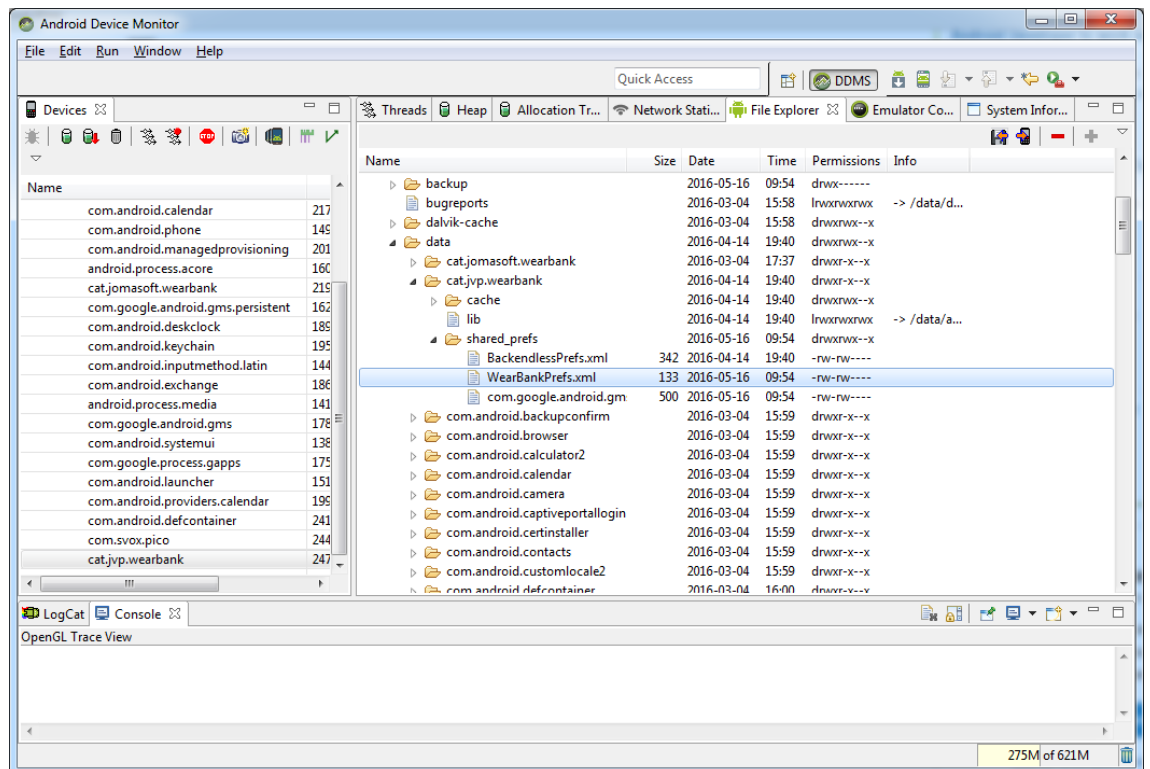 Android Device Monitor
File Edit Run Window Help
Quick Access DDMS
Devices
Name
com.android.calendar 217
com.android.phone 149
com.android.managedprovisioning 201
android.process.acore 160
cat.jomasoft.wearbank 219
com.google.android.gms.persistent 162
com.android.deskclock 189
com.android.keychain 195
com.android.inputmethod.latin 144
com.android.exchange 186
android.process.media 141
com.google.android.gms 178
com.android.systemui 138
com.google.process.gapps 175
com.android.launcher 151
com.android.providers.calendar 199
com.android.defcontainer 241
com.svox.pico 244
cat.jvp.wearbank 247
Threads Heap Allocation Tr... Network Stati... File Explorer Emulator Co... System Infor...
Name Size Date Time Permissions Info
backup 2016-05-16 09:54 drwx------
bugreports 2016-03-04 15:58 lrwxrwxrwx -> /data/d...
dalvik-cache 2016-03-04 15:58 drwxrwx--x
data 2016-04-14 19:40 drwxrwx--x
cat.jomasoft.wearbank 2016-03-04 17:37 drwxr-x--x
cat.jvp.wearbank 2016-04-14 19:40 drwxr-x--x
cache 2016-04-14 19:40 drwxrwx--x
lib 2016-04-14 19:40 lrwxrwxrwx -> /data/a...
shared_prefs 2016-05-16 09:54 drwxrwx--x
BackendlessPrefs.xml 342 2016-04-14 19:40 -rw-rw----
WearBankPrefs.xml 133 2016-05-16 09:54 -rw-rw----
com.google.android.gm 500 2016-05-16 09:54 -rw-rw----
com.android.backupconfirm 2016-03-04 15:59 drwxr-x--x
com.android.browser 2016-03-04 15:59 drwxr-x--x
com.android.calculator2 2016-03-04 15:59 drwxr-x--x
com.android.calendar 2016-03-04 15:59 drwxr-x--x
com.android.camera 2016-03-04 15:59 drwxr-x--x
com.android.captiveportallogin 2016-03-04 15:59 drwxr-x--x
com.android.certinstaller 2016-03-04 15:59 drwxr-x--x
com.android.contacts 2016-03-04 15:59 drwxr-x--x
com.android.customlocale2 2016-03-04 15:59 drwxr-x--x
com.android.defcontainer 2016-03-04 16:00 drwxr-x--x
LogCat Console
OpenGL Trace View
275M of 621M